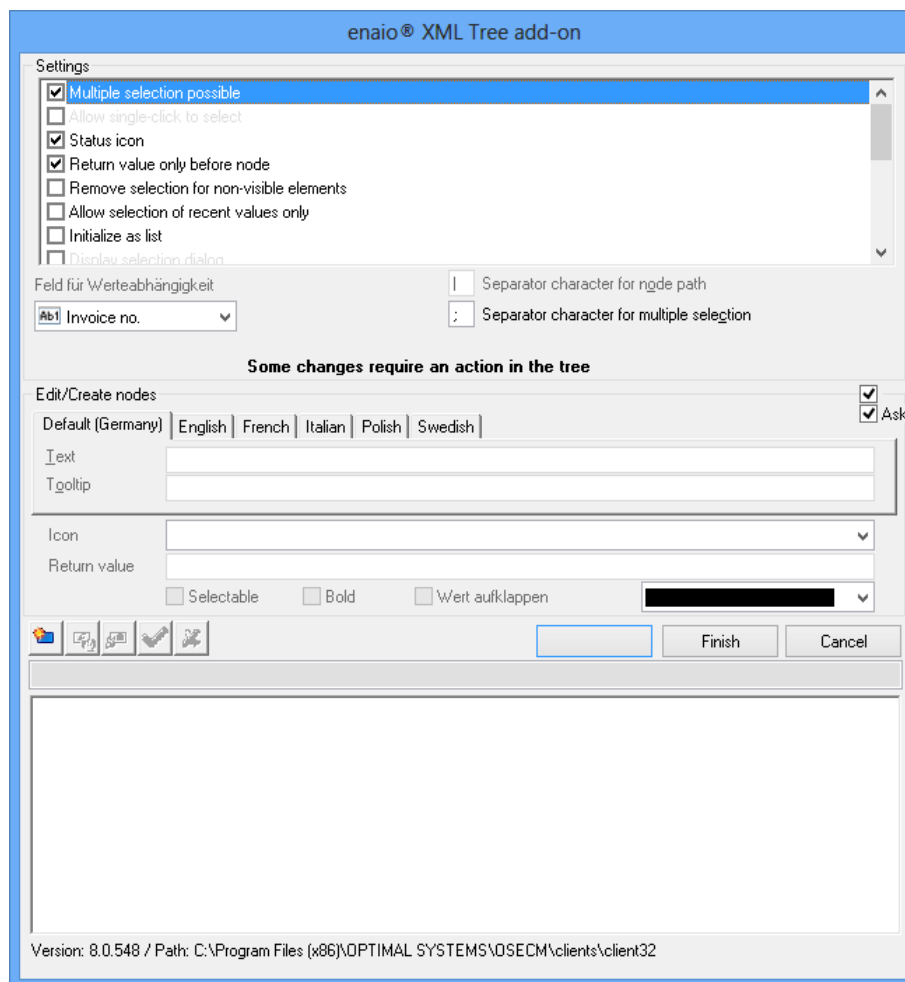 enaio® XML Tree add-on
Settings
Multiple selection possible
Allow single-click to select
Status icon
Return value only before node
Remove selection for non-visible elements
Allow selection of recent values only
Initialize as list
Display selection dialog
Feld für Werteabhängigkeit
| Separator character for node path
Ab1 Invoice no.
; Separator character for multiple selection
Some changes require an action in the tree
Edit/Create nodes
Ask
Default (Germany) English French Italian Polish Swedish
Text
Tooltip
Icon
Return value
Selectable Bold Wert aufklappen
Finish Cancel
Version: 8.0.548 / Path: C:\Program Files (x86)\OPTIMAL SYSTEMS\OSECM\clients\client32